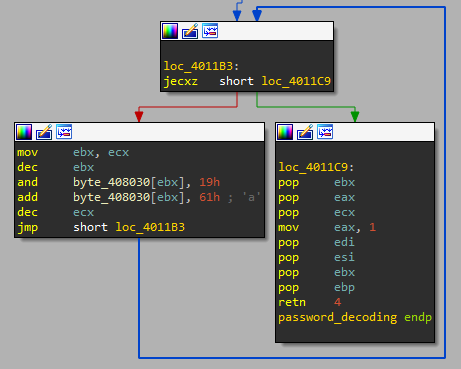 loc_4011B3:
jecxz short loc_4011C9
mov ebx, ecx
dec ebx
and byte_408030[ebx], 19h
add byte_408030[ebx], 61h ; 'a'
dec ecx
jmp short loc_4011B3
loc_4011C9:
pop ebx
pop eax
pop ecx
mov eax, 1
pop edi
pop esi
pop ebx
pop ebp
retn 4
password_decoding endp